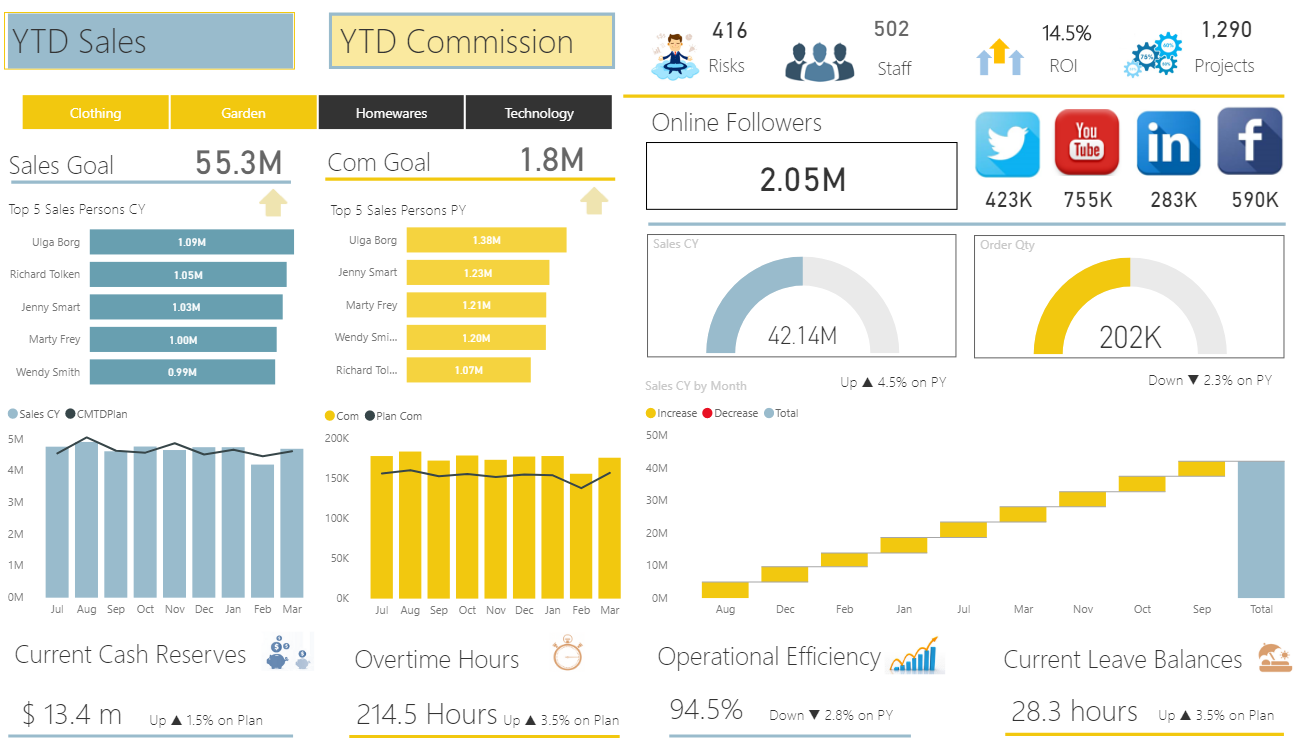 YTD Sales
YTD Commission
416
Risks
502
Staff
14.5%
ROI
1,290
Projects
Clothing
Garden
Homewares
Technology
Sales Goal
55.3M
Com Goal
1.8M
Online Followers
2.05M
You
Tube
in
f
423K
755K
283K
590K
Top 5 Sales Persons CY
Ulga Borg
1.09M
Richard Tolken
1.05M
Jenny Smart
1.03M
Marty Frey
1.00M
Wendy Smith
0.99M
Top 5 Sales Persons PY
Ulga Borg
1.38M
Jenny Smart
1.23M
Marty Frey
1.21M
Wendy Smi...
1.20M
Richard Tol...
1.07M
Sales CY
42.14M
Up ▲ 4.5% on PY
Order Qty
202K
Down ▼ 2.3% on PY
Sales CY CMTDPlan
5M
4M
3M
2M
1M
0M
Jul Aug Sep Oct Nov Dec Jan Feb Mar
Com Plan Com
200K
150K
100K
50K
0K
Jul Aug Sep Oct Nov Dec Jan Feb Mar
Sales CY by Month
Increase Decrease Total
50M
40M
30M
20M
10M
0M
Aug Dec Feb Jan Jul Mar Nov Oct Sep Total
Current Cash Reserves
$ 13.4 m
Up ▲ 1.5% on Plan
Overtime Hours
214.5 Hours
Up ▲ 3.5% on Plan
Operational Efficiency
94.5%
Down ▼ 2.8% on PY
Current Leave Balances
28.3 hours
Up ▲ 3.5% on Plan